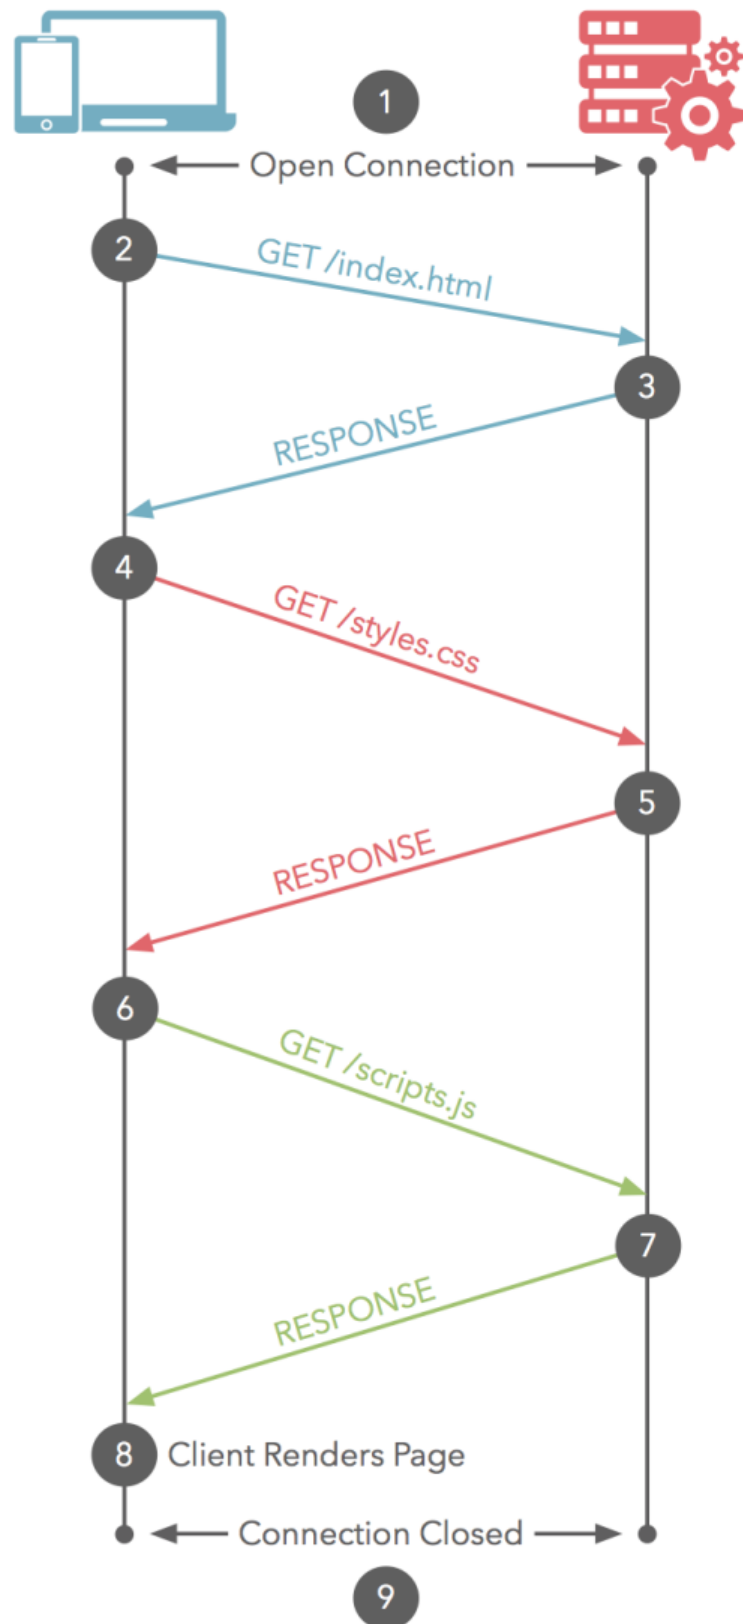 1
Open Connection
2
GET /index.html
3
RESPONSE
4
GET /styles.css
5
RESPONSE
6
GET /scripts.js
7
RESPONSE
8 Client Renders Page
Connection Closed
9